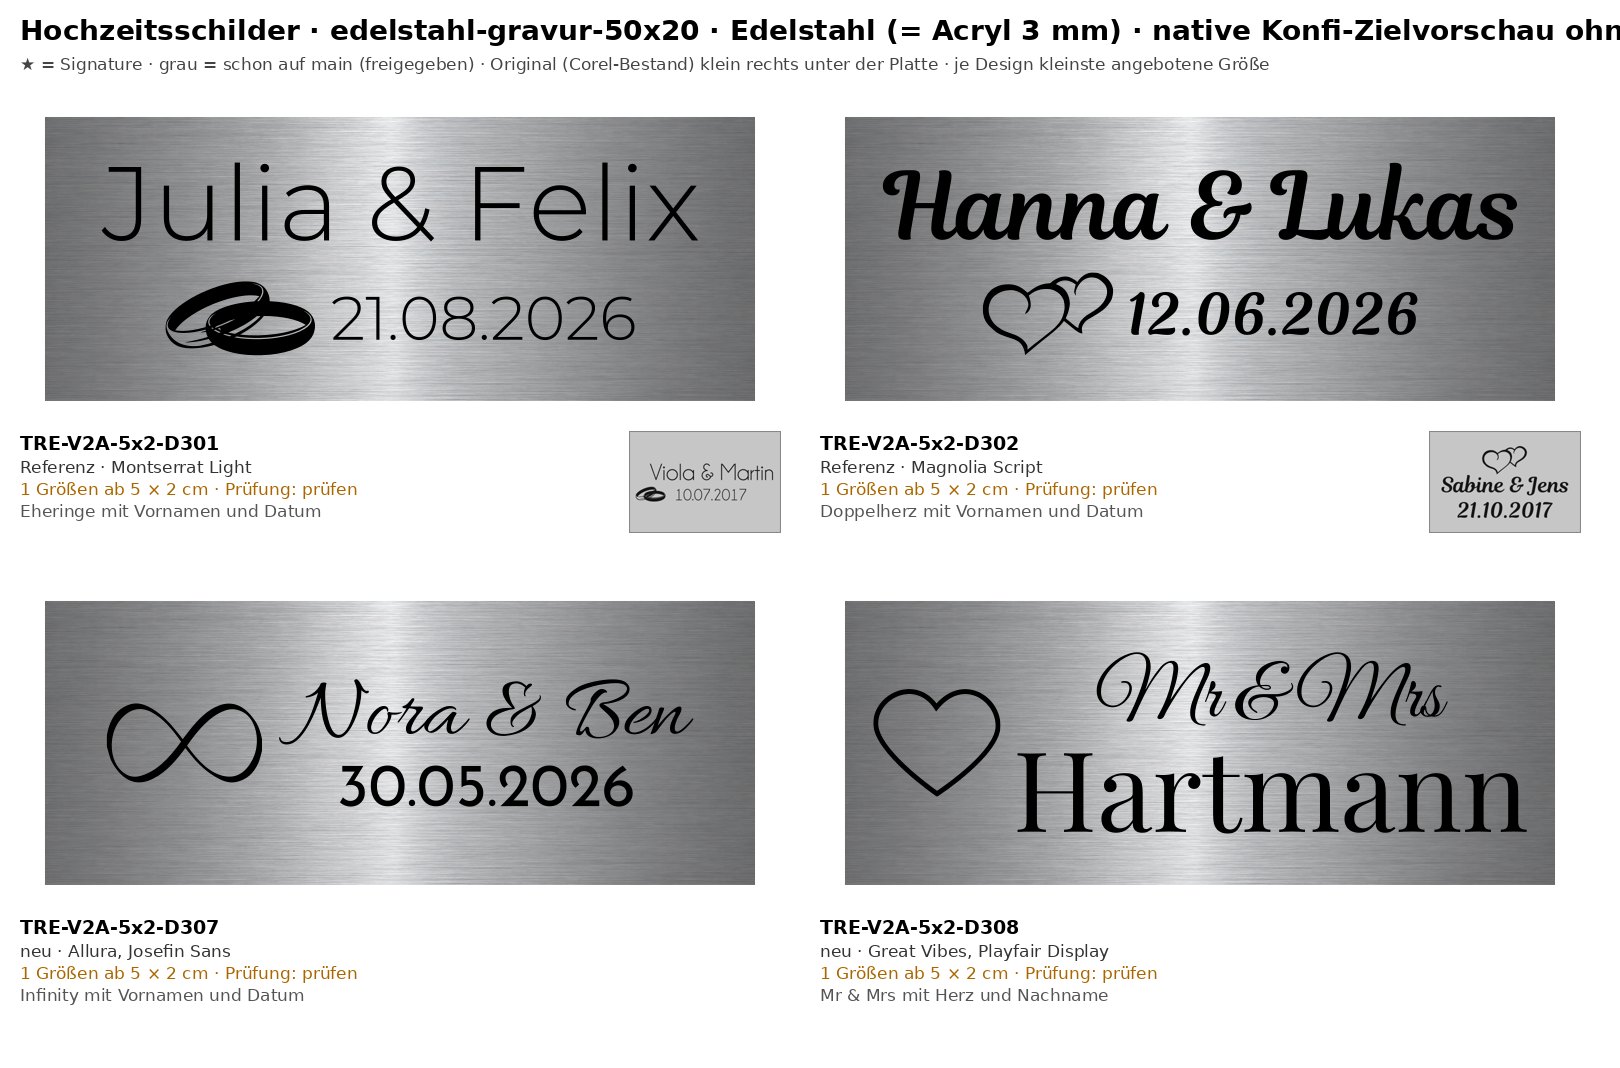 Hochzeitsschilder · edelstahl-gravur-50x20 · Edelstahl (= Acryl 3 mm) · native Konfi-Zielvorschau ohn
★ = Signature · grau = schon auf main (freigegeben) · Original (Corel-Bestand) klein rechts unter der Platte · je Design kleinste angebotene Größe
Julia & Felix
21.08.2026
TRE-V2A-5x2-D301
Referenz · Montserrat Light
1 Größen ab 5 × 2 cm · Prüfung: prüfen
Eheringe mit Vornamen und Datum
Viola & Martin
10.07.2017
Hanna & Lukas
12.06.2026
TRE-V2A-5x2-D302
Referenz · Magnolia Script
1 Größen ab 5 × 2 cm · Prüfung: prüfen
Doppelherz mit Vornamen und Datum
Sabine & Jens
21.10.2017
Nora & Ben
30.05.2026
TRE-V2A-5x2-D307
neu · Allura, Josefin Sans
1 Größen ab 5 × 2 cm · Prüfung: prüfen
Infinity mit Vornamen und Datum
Mr & Mrs
Hartmann
TRE-V2A-5x2-D308
neu · Great Vibes, Playfair Display
1 Größen ab 5 × 2 cm · Prüfung: prüfen
Mr & Mrs mit Herz und Nachname